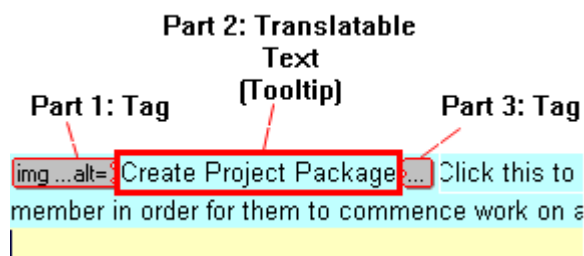 Part 2: Translatable
Text
(Tooltip)
Part 1: Tag
Part 3: Tag
img ...alt= Create Project Package ... Click this to
member in order for them to commence work on a